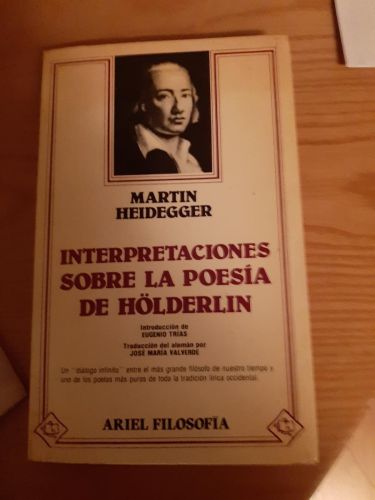 MARTIN
HEIDEGGER
INTERPRETACIONES
SOBRE LA POESÍA
DE HÖLDERLIN
Introducción de
EUGENIO TRÍAS
Traducción del alemán por
JOSÉ MARÍA VALVERDE
Un "diálogo infinito" entre el más grande filósofo de nuestro tiempo y
uno de los poetas más puros de toda la tradición lírica occidental.
ARIEL FILOSOFÍA